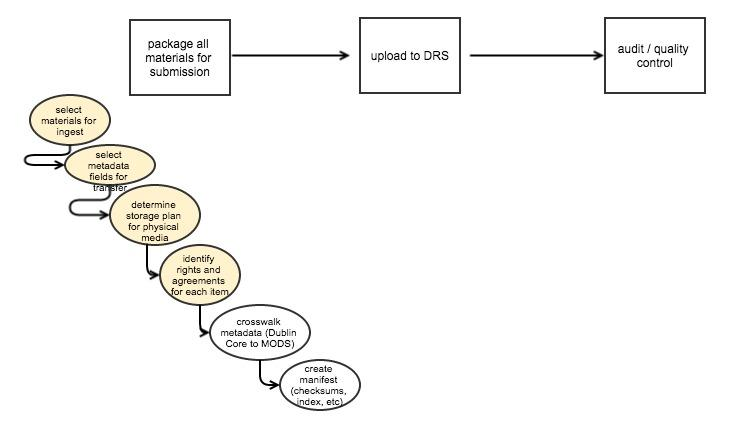 package all
materials for
submission
upload to DRS
audit / quality
control
select
materials for
ingest
select
metadata
fields for
transfer
determine
storage plan
for physical
media
identify
rights and
agreements
for each item
crosswalk
metadata (Dublin
Core to MODS)
create
manifest
(checksums,
index, etc)